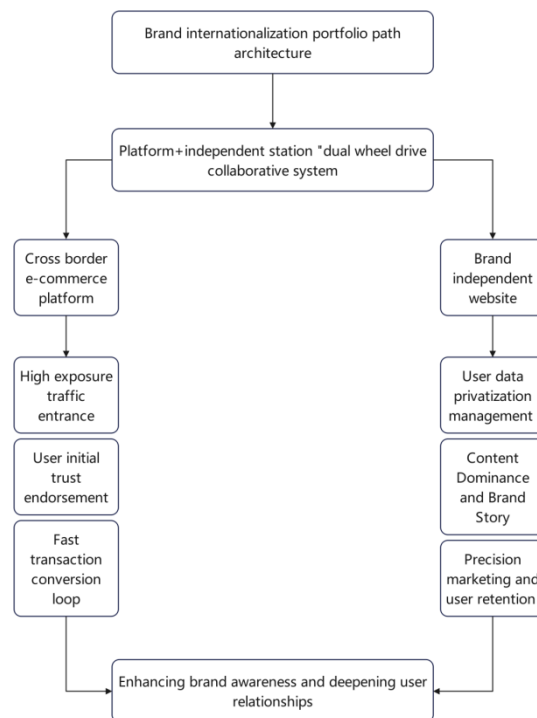 Brand internationalization portfolio path
architecture
Platform+independent station "dual wheel drive
collaborative system
Cross border
e-commerce
platform
Brand
independent
website
High exposure
traffic
entrance
User data
privatization
management
User initial
trust
endorsement
Content
Dominance
and Brand
Story
Fast
transaction
conversion
loop
Precision
marketing and
user retention
Enhancing brand awareness and deepening user
relationships